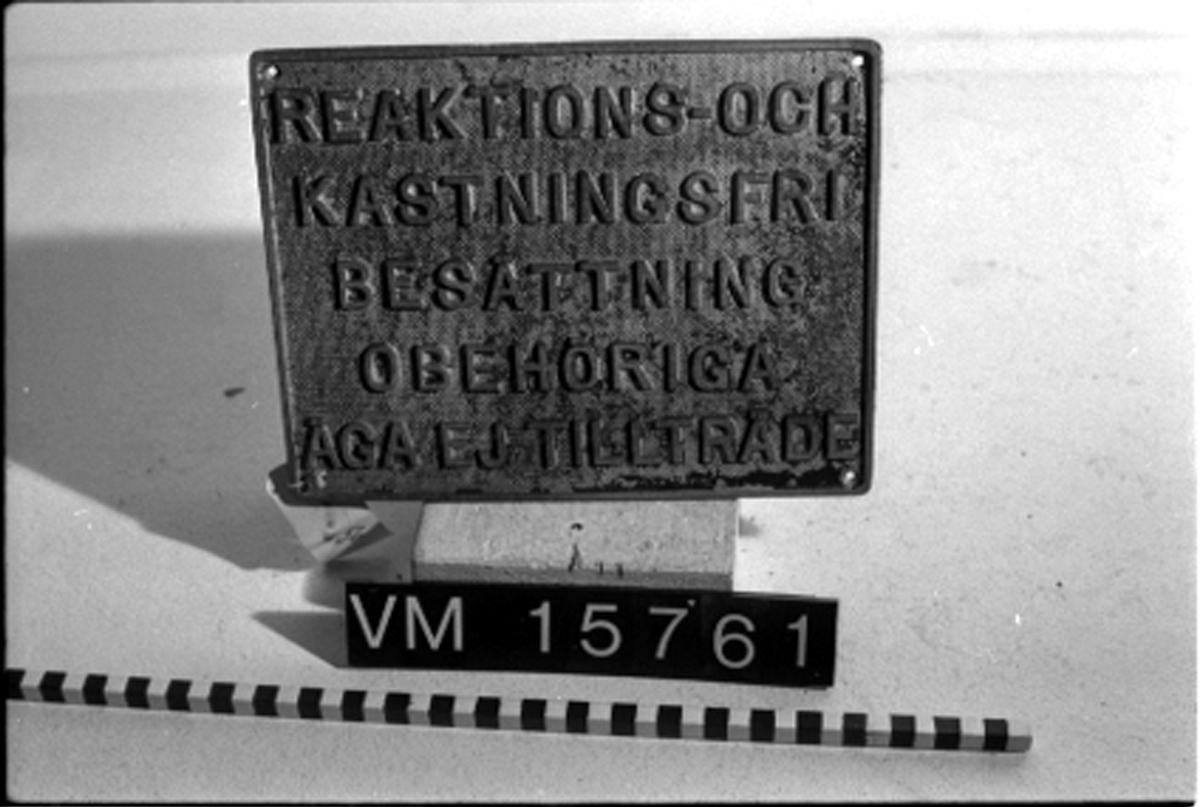 REAKTIONS-OCH
KASTNINGSFRI
BESÄTTNING
OBEHÖRIGA
ÄGA EJ TILLTRÄDE
VM 15761